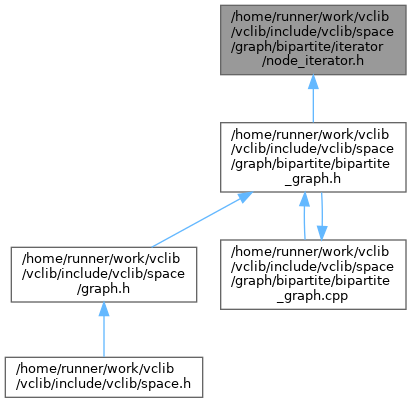 /home/runner/work/vclib
/vclib/include/vclib/space
/graph/bipartite/iterator
/node_iterator.h
/home/runner/work/vclib
/vclib/include/vclib/space
/graph/bipartite/bipartite
_graph.h
/home/runner/work/vclib
/vclib/include/vclib/space
/graph.h
/home/runner/work/vclib
/vclib/include/vclib/space
/graph/bipartite/bipartite
_graph.cpp
/home/runner/work/vclib
/vclib/include/vclib/space.h